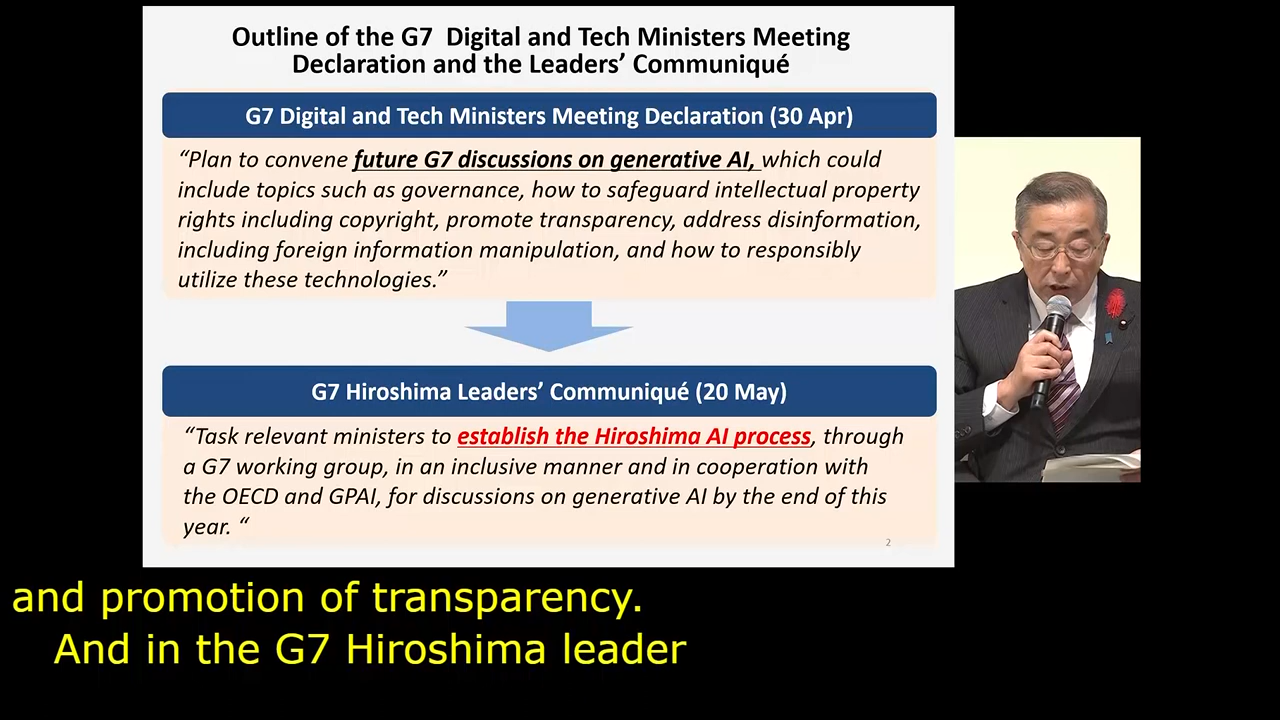 Outline of the G7 Digital and Tech Ministers Meeting
Declaration and the Leaders’ Communiqué
G7 Digital and Tech Ministers Meeting Declaration (30 Apr)
“Plan to convene future G7 discussions on generative AI, which could
include topics such as governance, how to safeguard intellectual property
rights including copyright, promote transparency, address disinformation,
including foreign information manipulation, and how to responsibly
utilize these technologies.”
G7 Hiroshima Leaders’ Communiqué (20 May)
“Task relevant ministers to establish the Hiroshima AI process, through
a G7 working group, in an inclusive manner and in cooperation with
the OECD and GPAI, for discussions on generative AI by the end of this
year. “
2
and promotion of transparency.
And in the G7 Hiroshima leader